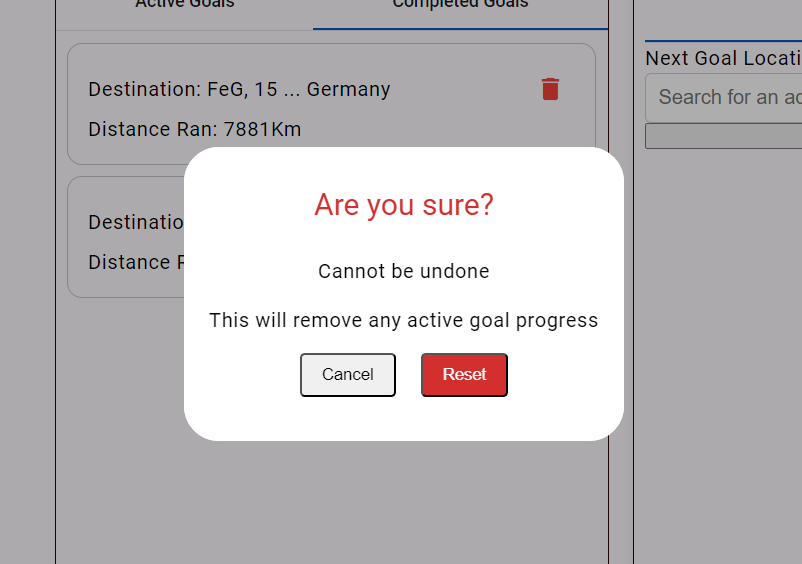 Active Goals
Completed Goals
Destination: FeG, 15 ... Germany
Distance Ran: 7881Km
Next Goal Locati
Search for an ad
Destinatio
Distance
Are you sure?
Cannot be undone
This will remove any active goal progress
Cancel
Reset